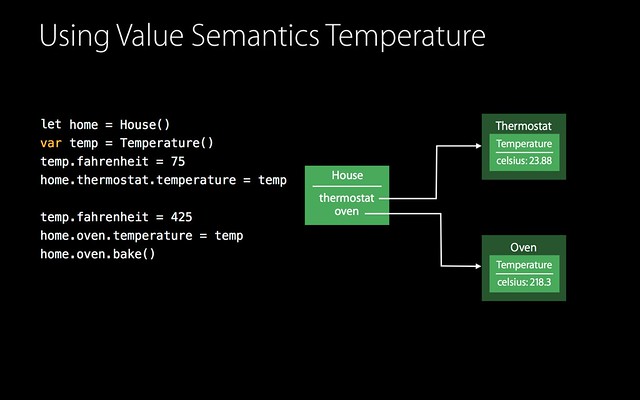 Using Value Semantics Temperature
let home = House()
var temp = Temperature()
temp.fahrenheit = 75
home.thermostat.temperature = temp
temp.fahrenheit = 425
home.oven.temperature = temp
home.oven.bake()
House
thermostat
oven
Thermostat
Temperature
celsius: 23.88
Oven
Temperature
celsius: 218.3